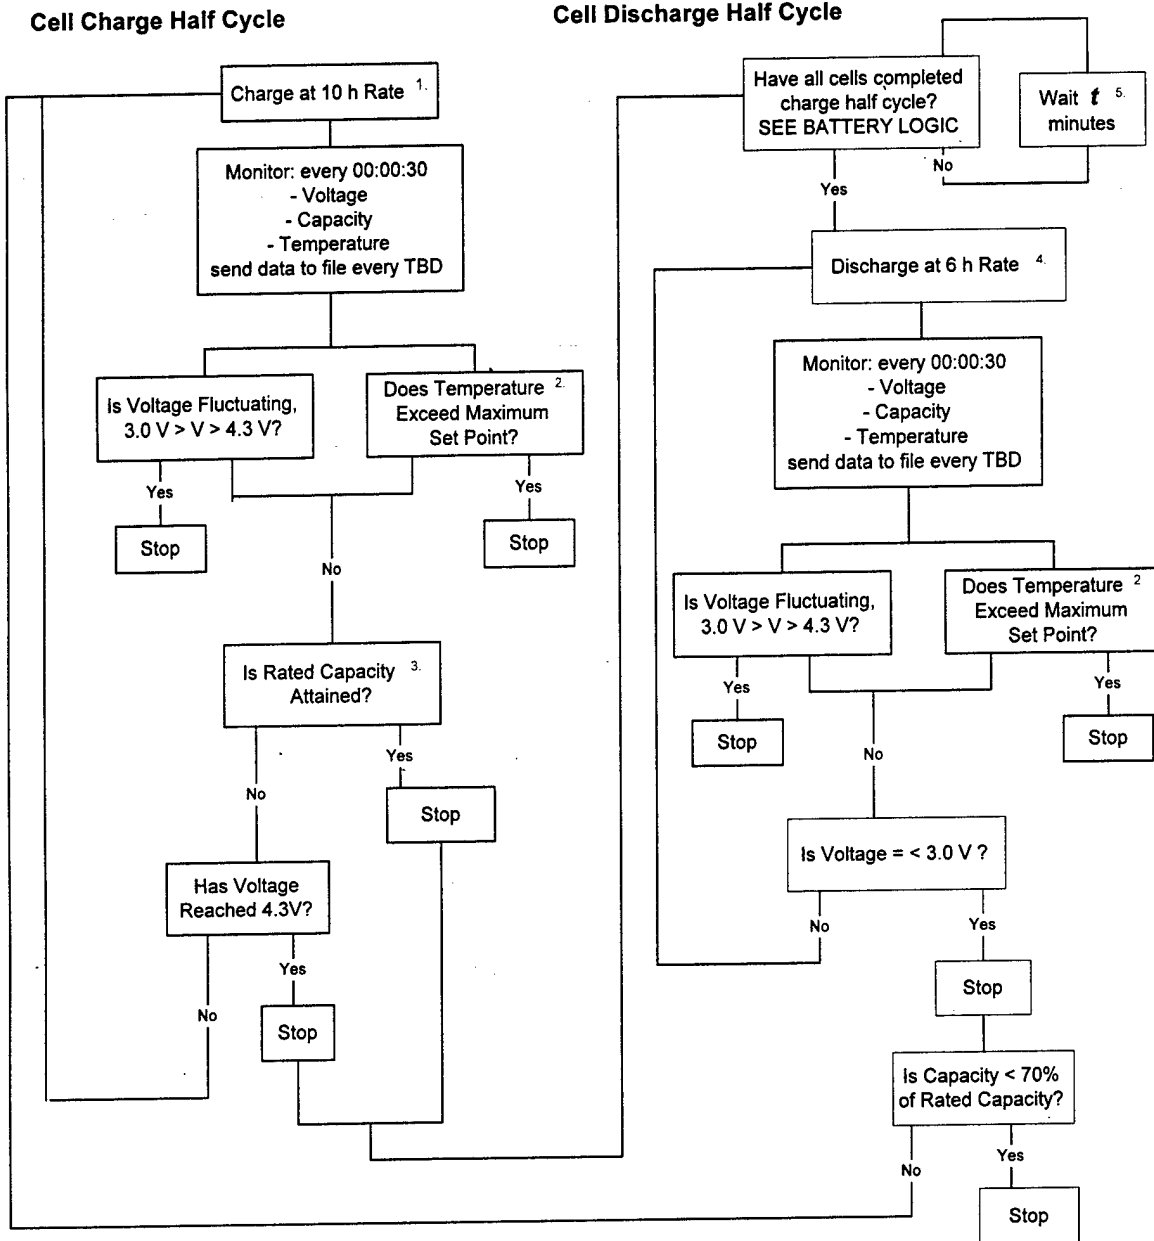 Cell Charge Half Cycle
Charge at 10 h Rate 1.
Monitor: every 00:00:30
- Voltage
- Capacity
- Temperature
send data to file every TBD
Is Voltage Fluctuating,
3.0 V > V > 4.3 V?
Does Temperature 2.
Exceed Maximum
Set Point?
Yes
Stop
Yes
Stop
No
Is Rated Capacity 3.
Attained?
No
Yes
Stop
Has Voltage
Reached 4.3V?
No
Yes
Stop
Cell Discharge Half Cycle
Have all cells completed
charge half cycle?
SEE BATTERY LOGIC
Wait t 5.
minutes
No
Yes
Discharge at 6 h Rate 4.
Monitor: every 00:00:30
- Voltage
- Capacity
- Temperature
send data to file every TBD
Is Voltage Fluctuating,
3.0 V > V > 4.3 V?
Does Temperature 2
Exceed Maximum
Set Point?
Yes
Stop
Yes
Stop
No
Is Voltage = < 3.0 V ?
No
Yes
Stop
Is Capacity < 70%
of Rated Capacity?
No
Yes
Stop